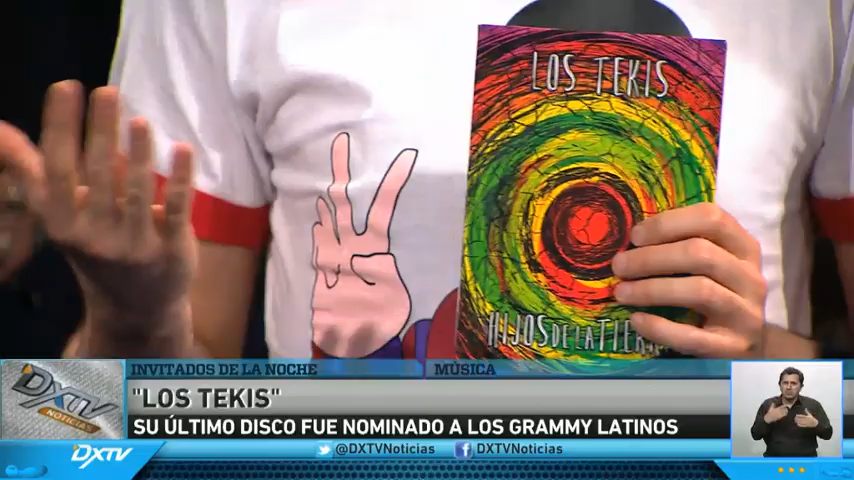 LOS TEKIS
HIJOS DE LA TIERRA
INVITADOS DE LA NOCHE
MÚSICA
DXTV
NOTICIAS
"LOS TEKIS"
SU ÚLTIMO DISCO FUE NOMINADO A LOS GRAMMY LATINOS
DXTV
@DXTVNoticias
DXTVNoticias